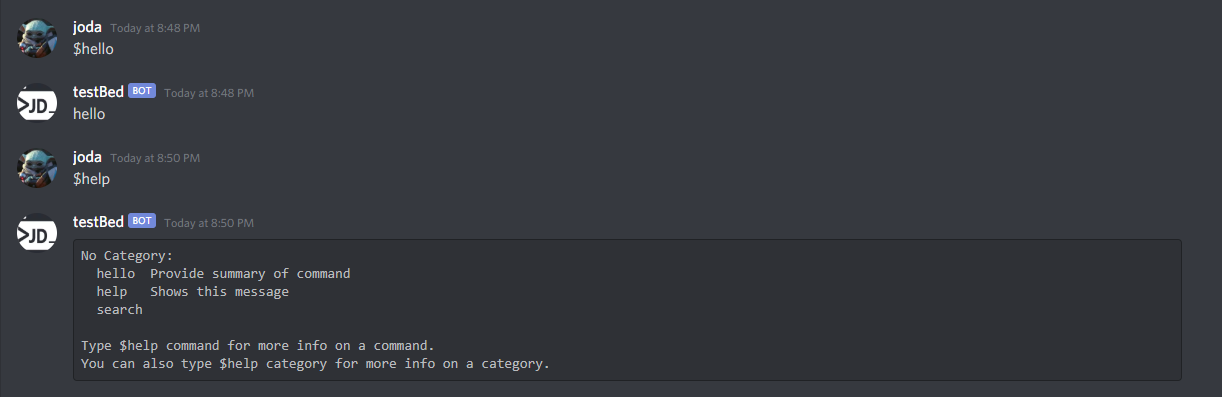 joda Today at 8:48 PM
$hello
>JD_
testBed BOT Today at 8:48 PM
hello
joda Today at 8:50 PM
$help
>JD_
testBed BOT Today at 8:50 PM
No Category:
  hello  Provide summary of command
  help   Shows this message
  search
Type $help command for more info on a command.
You can also type $help category for more info on a category.